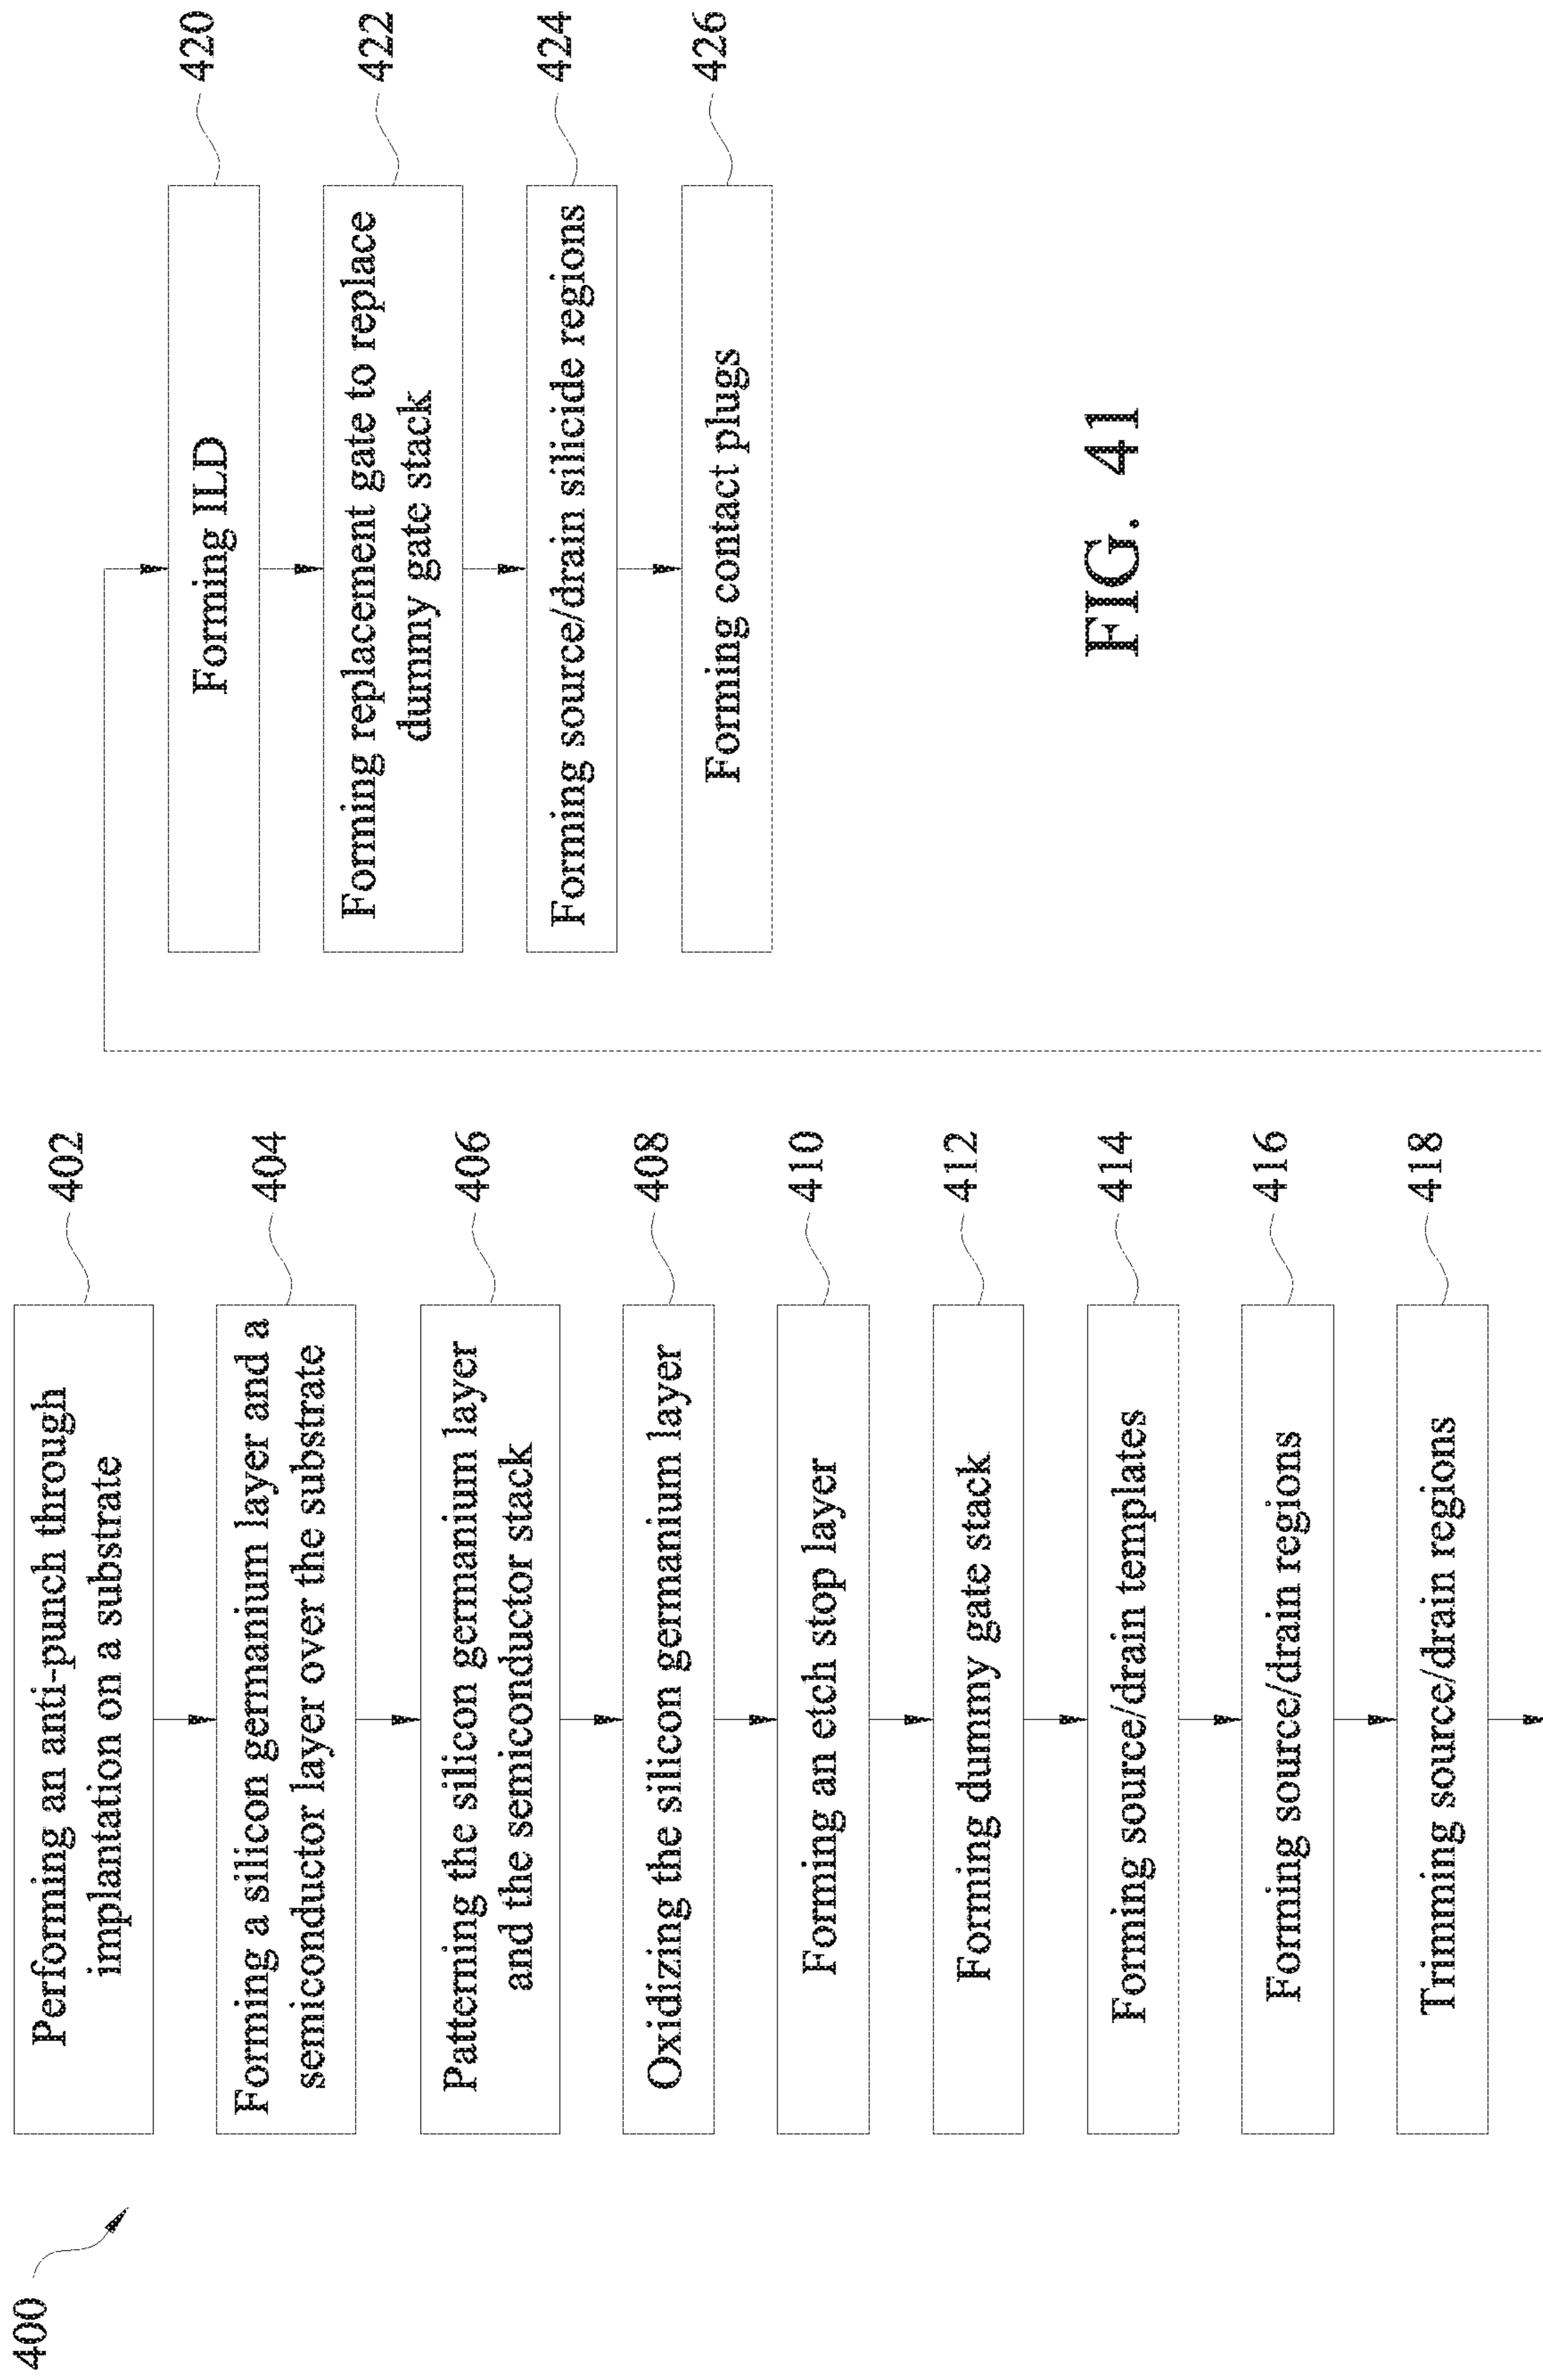 400
Performing an anti-punch through
implantation on a substrate
402
Forming a silicon germanium layer and a
semiconductor layer over the substrate
404
Patterning the silicon germanium layer
and the semiconductor stack
406
Oxidizing the silicon germanium layer
408
Forming an etch stop layer
410
Forming dummy gate stack
412
Forming source/drain templates
414
Forming source/drain regions
416
Trimming source/drain regions
418
Forming ILD
420
Forming replacement gate to replace
dummy gate stack
422
Forming source/drain silicide regions
424
Forming contact plugs
426
FIG. 41